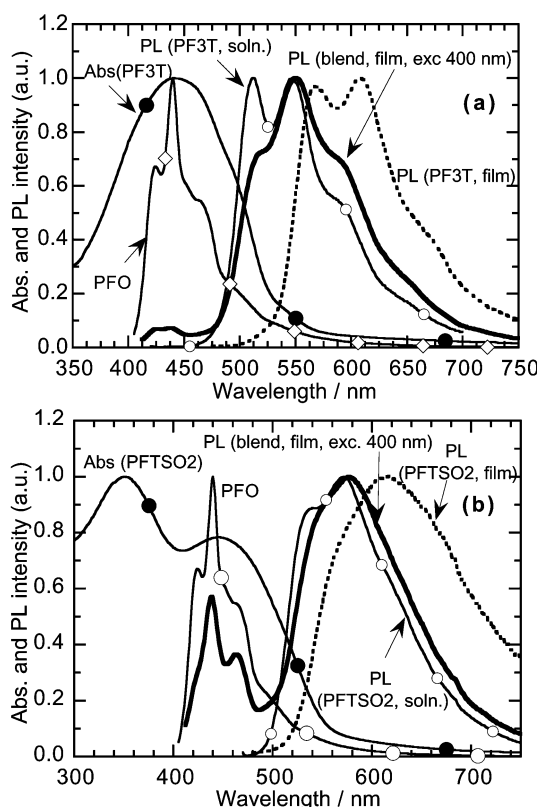 1.2
1.0
0.8
0.6
0.4
0.2
0.0
Abs. and PL intensity (a.u.)
PL (PF3T, soln.)
Abs(PF3T)
PL (blend, film, exc 400 nm)
(a)
PL (PF3T, film)
PFO
350 400 450 500 550 600 650 700 750
Wavelength / nm
1.2
1.0
0.8
0.6
0.4
0.2
0.0
Abs. and PL intensity (a.u.)
PL (blend, film, exc. 400 nm)
Abs (PFTSO2)
PFO
PL
(PFTSO2, film)
(b)
PL
(PFTSO2, soln.)
300 400 500 600 700
Wavelength / nm